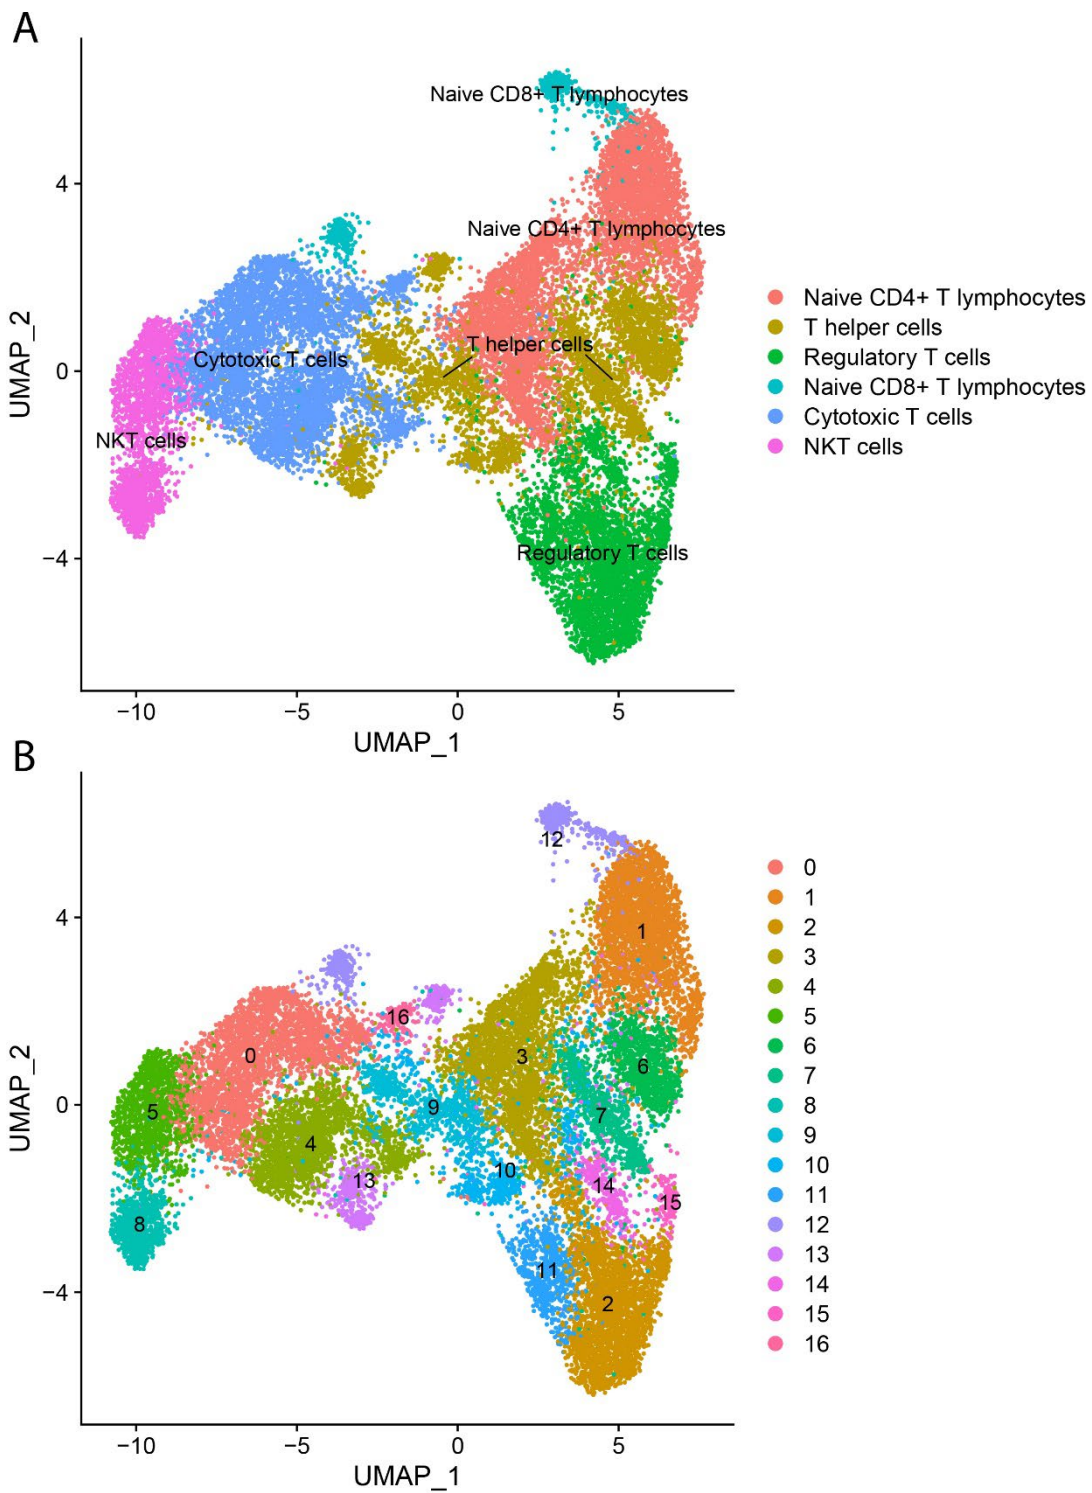 A
Naive CD8+ T lymphocytes
4
Naive CD4+ T lymphocytes
T helper cells
0
Cytotoxic T cells
NKT cells
−4
Regulatory T cells
UMAP_2
−10 −5 0 5
UMAP_1
Naive CD4+ T lymphocytes
T helper cells
Regulatory T cells
Naive CD8+ T lymphocytes
Cytotoxic T cells
NKT cells
B
12
4
1
16
0
3
6
5
0
9
7
4
10
13
14
15
8
11
−4
2
UMAP_2
−10 −5 0 5
UMAP_1
0
1
2
3
4
5
6
7
8
9
10
11
12
13
14
15
16